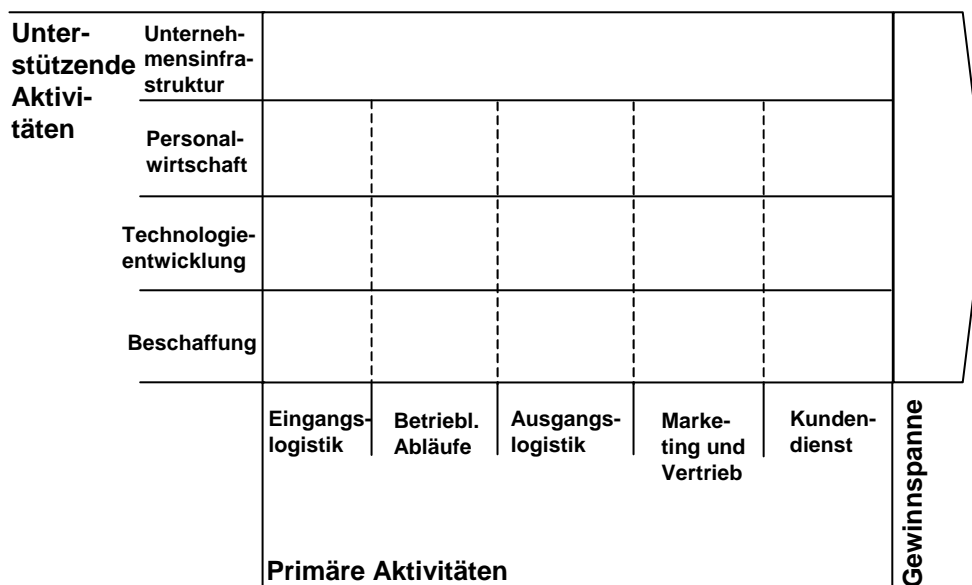 Unter-
stützende
Aktivi-
täten
Unterneh-
mensinfra-
struktur
Personal-
wirtschaft
Technologie-
entwicklung
Beschaffung
Eingangs-
logistik
Betriebl.
Abläufe
Ausgangs-
logistik
Marke-
ting und
Vertrieb
Kunden-
dienst
Gewinnspanne
Primäre Aktivitäten